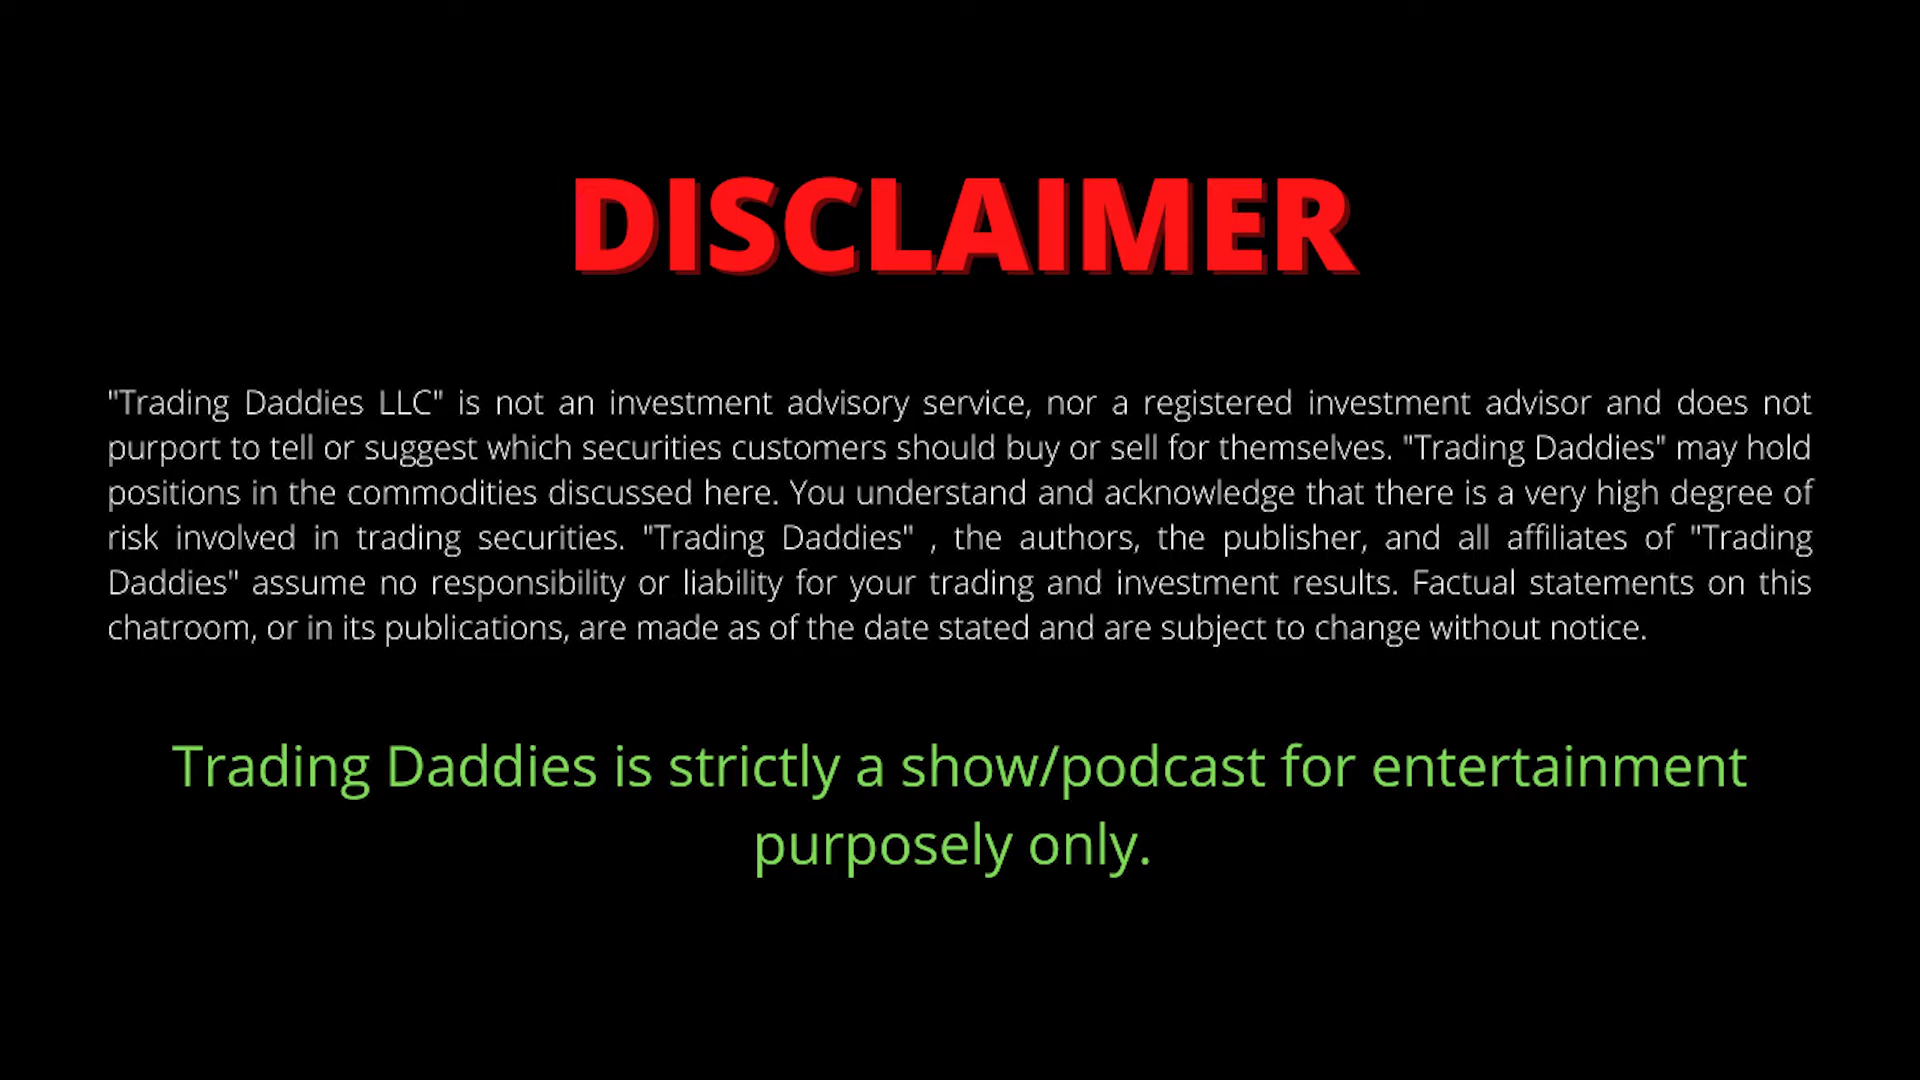 DISCLAIMER
"Trading Daddies LLC" is not an investment advisory service, nor a registered investment advisor and does not
purport to tell or suggest which securities customers should buy or sell for themselves. "Trading Daddies" may hold
positions in the commodities discussed here. You understand and acknowledge that there is a very high degree of
risk involved in trading securities. "Trading Daddies" , the authors, the publisher, and all affiliates of "Trading
Daddies" assume no responsibility or liability for your trading and investment results. Factual statements on this
chatroom, or in its publications, are made as of the date stated and are subject to change without notice.
Trading Daddies is strictly a show/podcast for entertainment
purposely only.